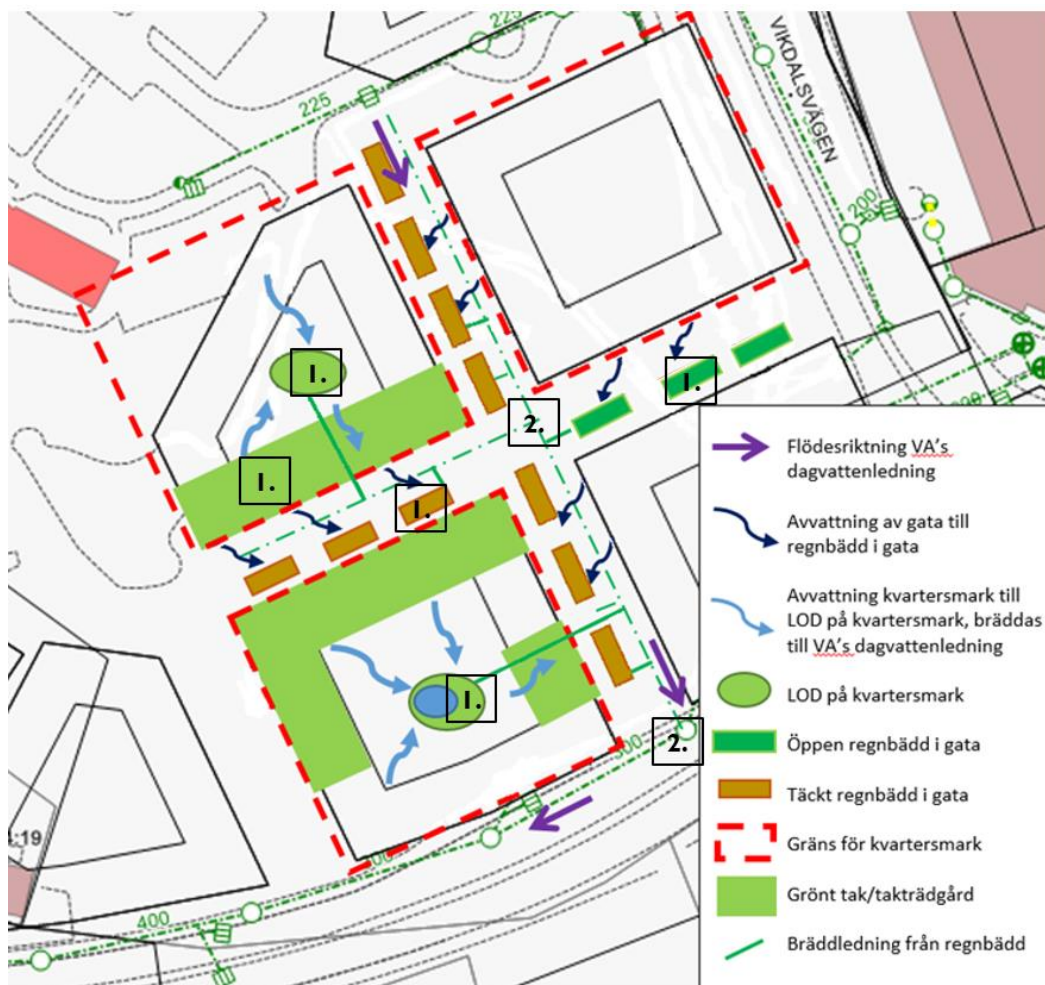 225
225
VIKDALSVÄGEN
200
1.
1.
2.
1.
1.
1.
2.
300
400
Flödesriktning VA's
dagvattenledning
Avvattning av gata till
regnbädd i gata
Avvattning kvartersmark till
LOD på kvartersmark, bräddas
till VA's dagvattenledning
LOD på kvartersmark
Öppen regnbädd i gata
Täckt regnbädd i gata
Gräns för kvartersmark
Grönt tak/takträdgård
Bräddledning från regnbädd